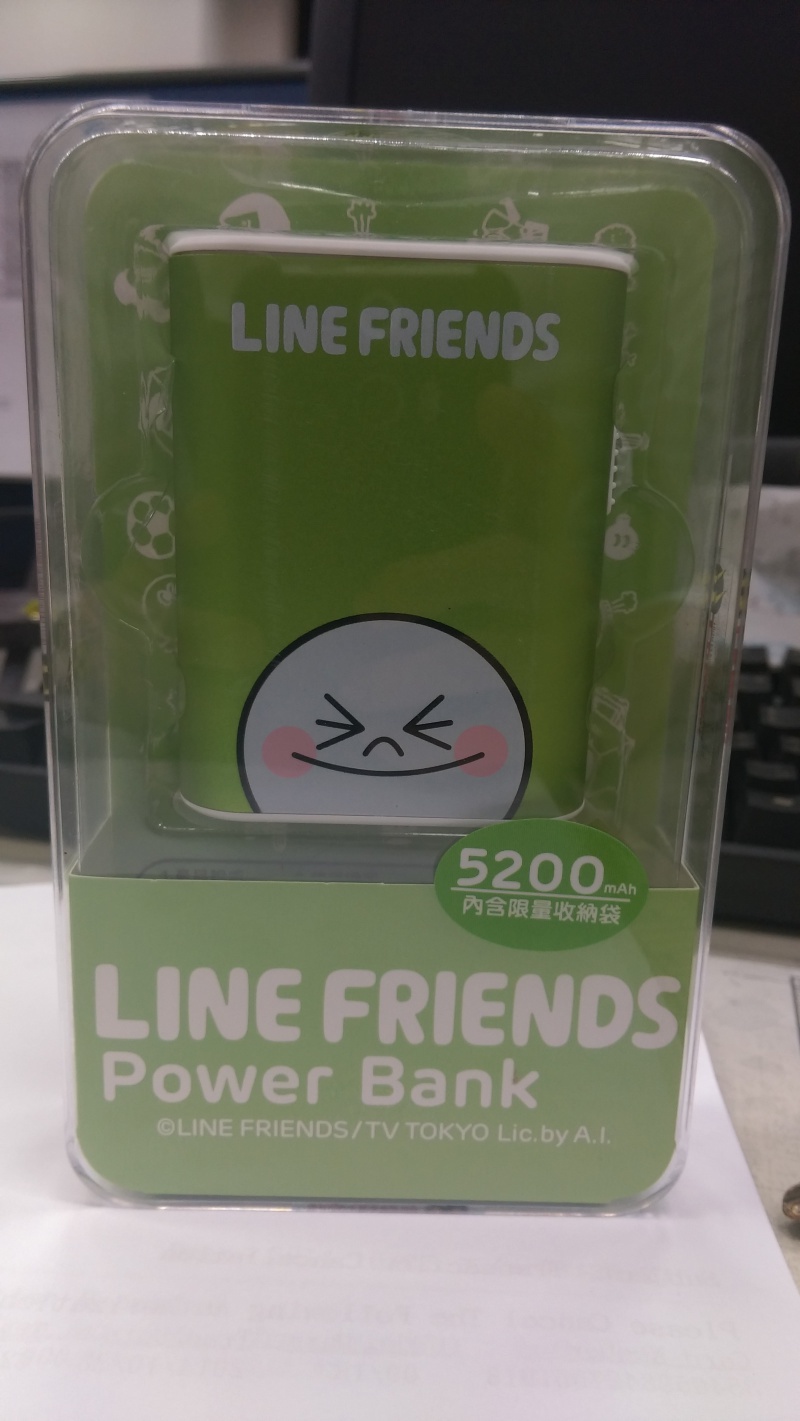 LINE FRIENDS
5200mAh
內含限量收納袋
LINE FRIENDS
Power Bank
©LINE FRIENDS/TV TOKYO Lic.by A.I.